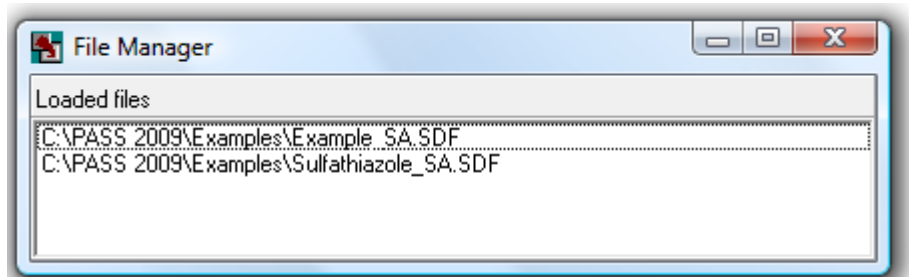 File Manager
Loaded files
C:\PASS 2009\Examples\Example_SA.SDF
C:\PASS 2009\Examples\Sulfathiazole_SA.SDF